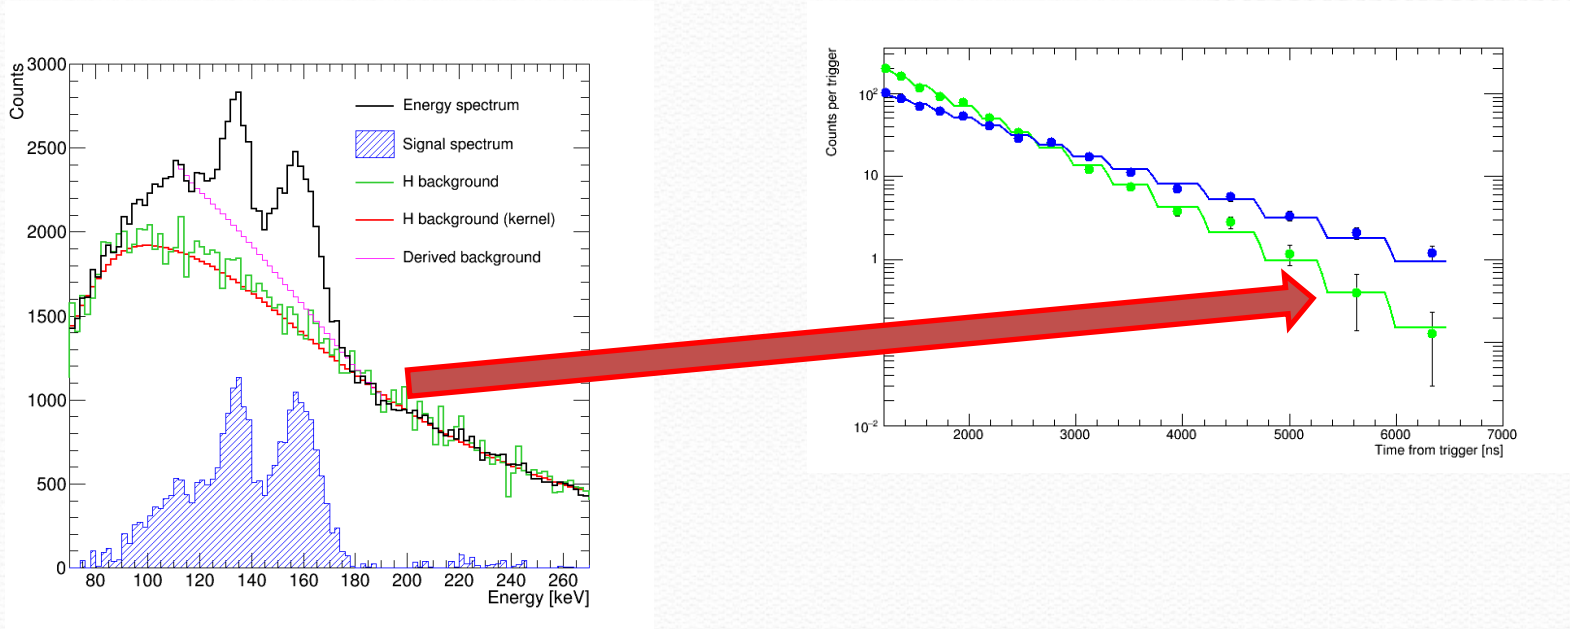 Counts
3000
2500
2000
1500
1000
500
0
80 100 120 140 160 180 200 220 240 260
Energy [keV]
Energy spectrum
Signal spectrum
H background
H background (kernel)
Derived background
Counts per trigger
10²
10
1
10⁻²
2000 3000 4000 5000 6000 7000
Time from trigger [ns]